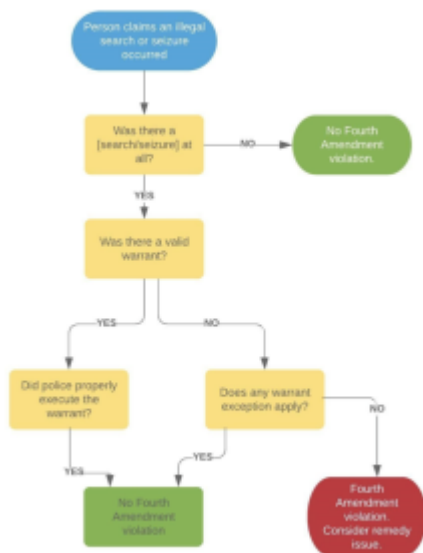 Person claims an illegal
search or seizure
occurred
Was there a
[search/seizure] at
all?
NO
No Fourth
Amendment
violation.
YES
Was there a valid
warrant?
YES
NO
Did police properly
execute the
warrant?
Does any warrant
exception apply?
NO
YES
YES
No Fourth
Amendment
violation
Fourth
Amendment
violation.
Consider remedy
issue.